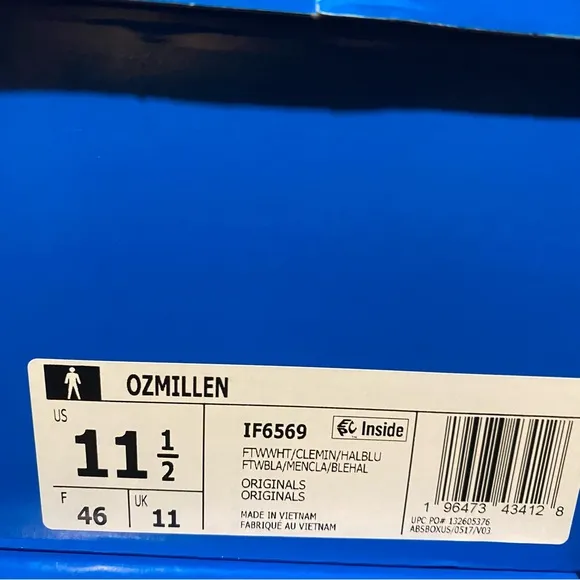 OZMILLEN
US
11 1/2
F
46
UK
11
IF6569
Inside
FTWWHT/CLEMIN/HALBLU
FTWBLA/MENCLA/BLEHAL
ORIGINALS
ORIGINALS
MADE IN VIETNAM
FABRIQUÉ AU VIETNAM
1 96473 43412 8
UPC PO# 132605376
ABSBOXUS/0517/V03